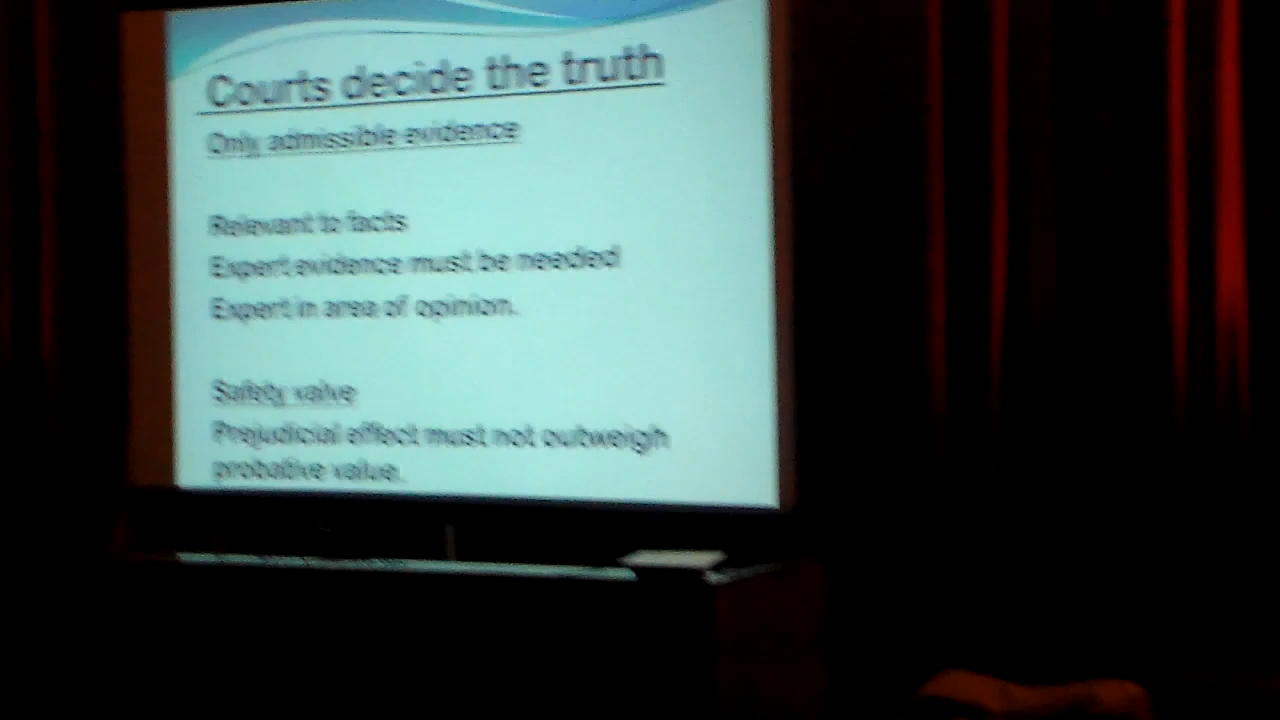 Courts decide the truth
Only admissible evidence
Relevant to facts
Expert evidence must be needed
Expert in area of opinion.
Safety valve
Prejudicial effect must not outweigh
probative value.